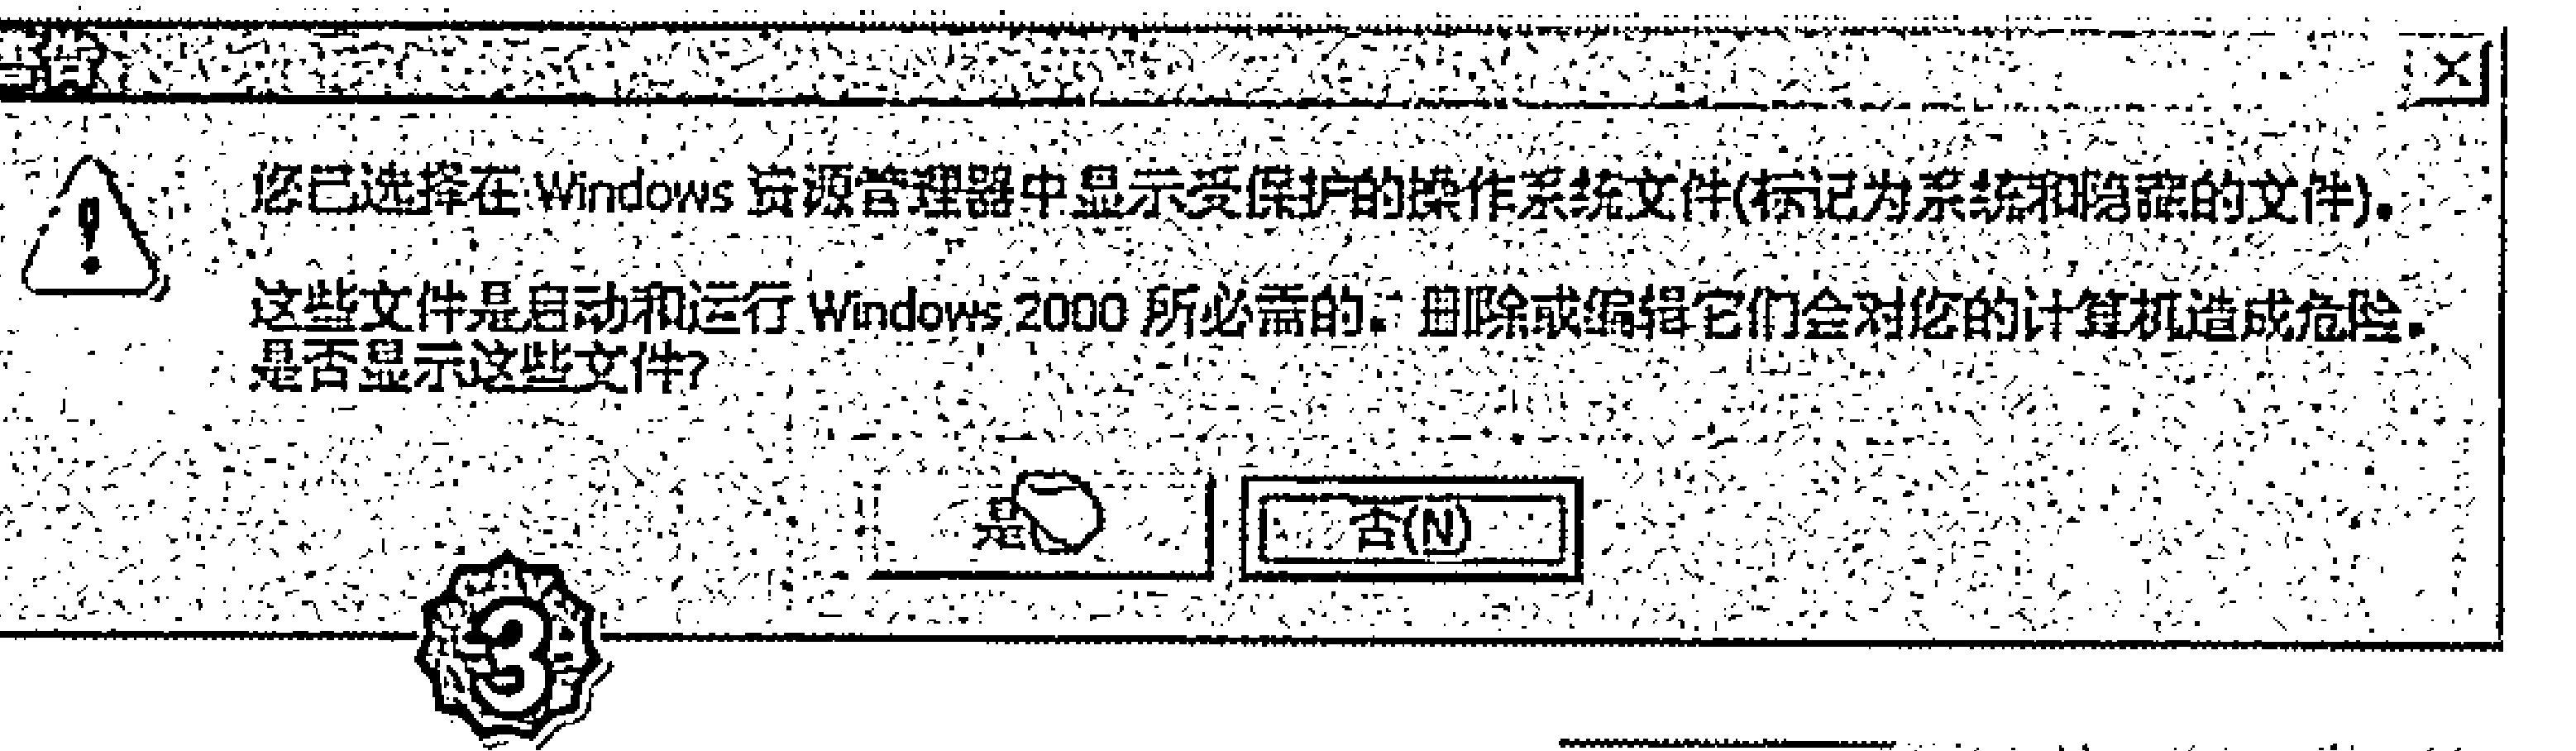 警告
您已选择在 Windows 资源管理器中显示受保护的操作系统文件(标记为系统和隐藏的文件)。
这些文件是启动和运行 Windows 2000 所必需的。删除或编辑它们会对您的计算机造成危险。
是否显示这些文件?
是 否(N)
3